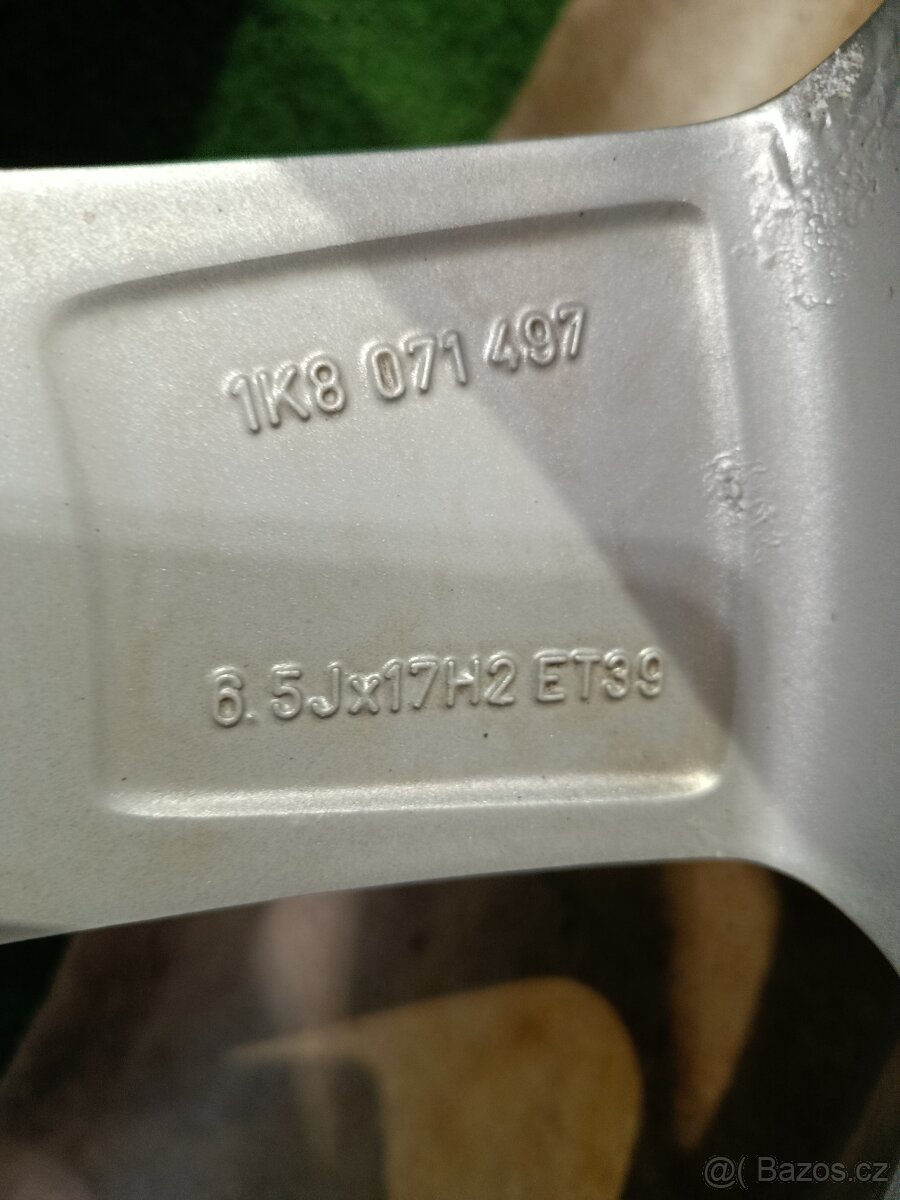 1K8 071 497
6.5Jx17H2 ET39
@( Bazos.cz